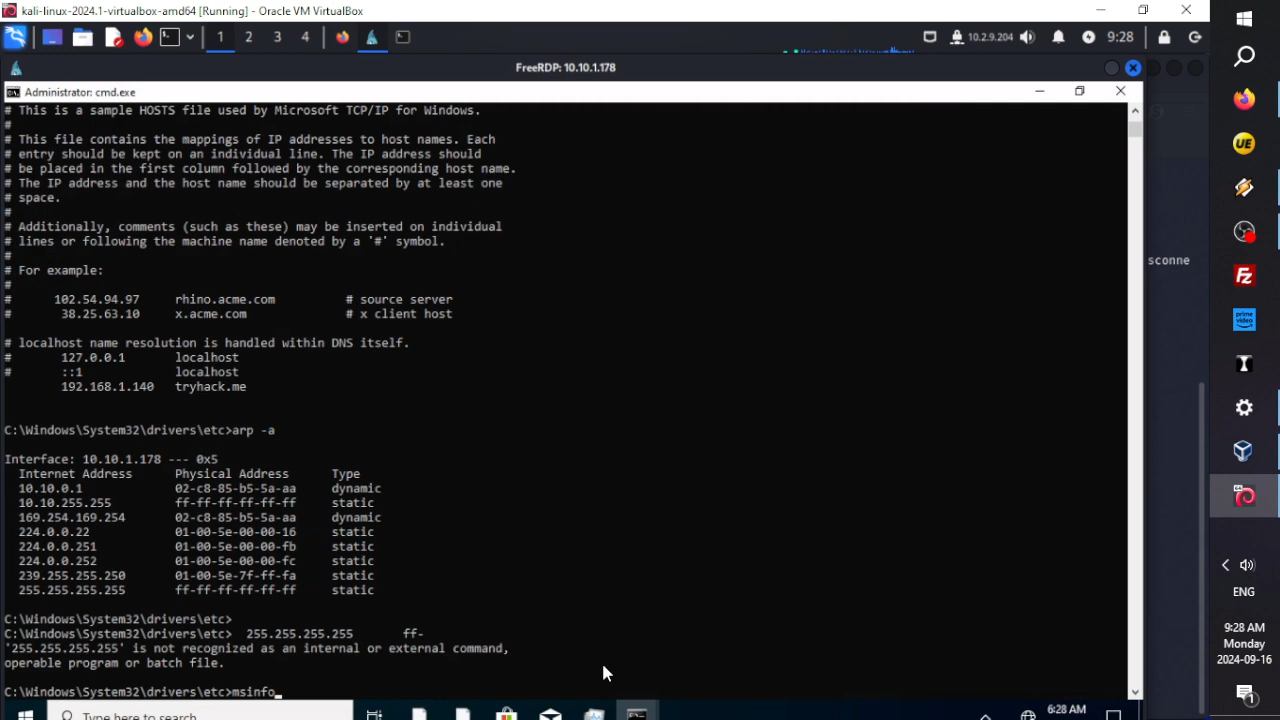 kali-linux-2024.1-virtualbox-amd64 [Running] - Oracle VM VirtualBox
1 2 3 4
10.2.9.204
9:28
FreeRDP: 10.10.1.178
Administrator: cmd.exe
# This is a sample HOSTS file used by Microsoft TCP/IP for Windows.
#
# This file contains the mappings of IP addresses to host names. Each
# entry should be kept on an individual line. The IP address should
# be placed in the first column followed by the corresponding host name.
# The IP address and the host name should be separated by at least one
# space.
#
# Additionally, comments (such as these) may be inserted on individual
# lines or following the machine name denoted by a '#' symbol.
#
# For example:
#
#      102.54.94.97     rhino.acme.com          # source server
#       38.25.63.10     x.acme.com              # x client host

# localhost name resolution is handled within DNS itself.
#       127.0.0.1       localhost
#       ::1             localhost
        192.168.1.140   tryhack.me
C:\Windows\System32\drivers\etc>arp -a
Interface: 10.10.1.178 --- 0x5
  Internet Address      Physical Address      Type
  10.10.0.1             02-c8-85-b5-5a-aa     dynamic
  10.10.255.255         ff-ff-ff-ff-ff-ff     static
  169.254.169.254       02-c8-85-b5-5a-aa     dynamic
  224.0.0.22            01-00-5e-00-00-16     static
  224.0.0.251           01-00-5e-00-00-fb     static
  224.0.0.252           01-00-5e-00-00-fc     static
  239.255.255.250       01-00-5e-7f-ff-fa     static
  255.255.255.255       ff-ff-ff-ff-ff-ff     static
C:\Windows\System32\drivers\etc>
C:\Windows\System32\drivers\etc>  255.255.255.255       ff-
'255.255.255.255' is not recognized as an internal or external command,
operable program or batch file.
C:\Windows\System32\drivers\etc>msinfo_
Type here to search
6:28 AM
sconne
UE
FZ
prime video
64
ENG
9:28 AM
Monday
2024-09-16
1